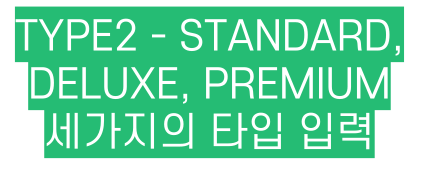 TYPE2 - STANDARD,
DELUXE, PREMIUM
세가지의 타입 입력